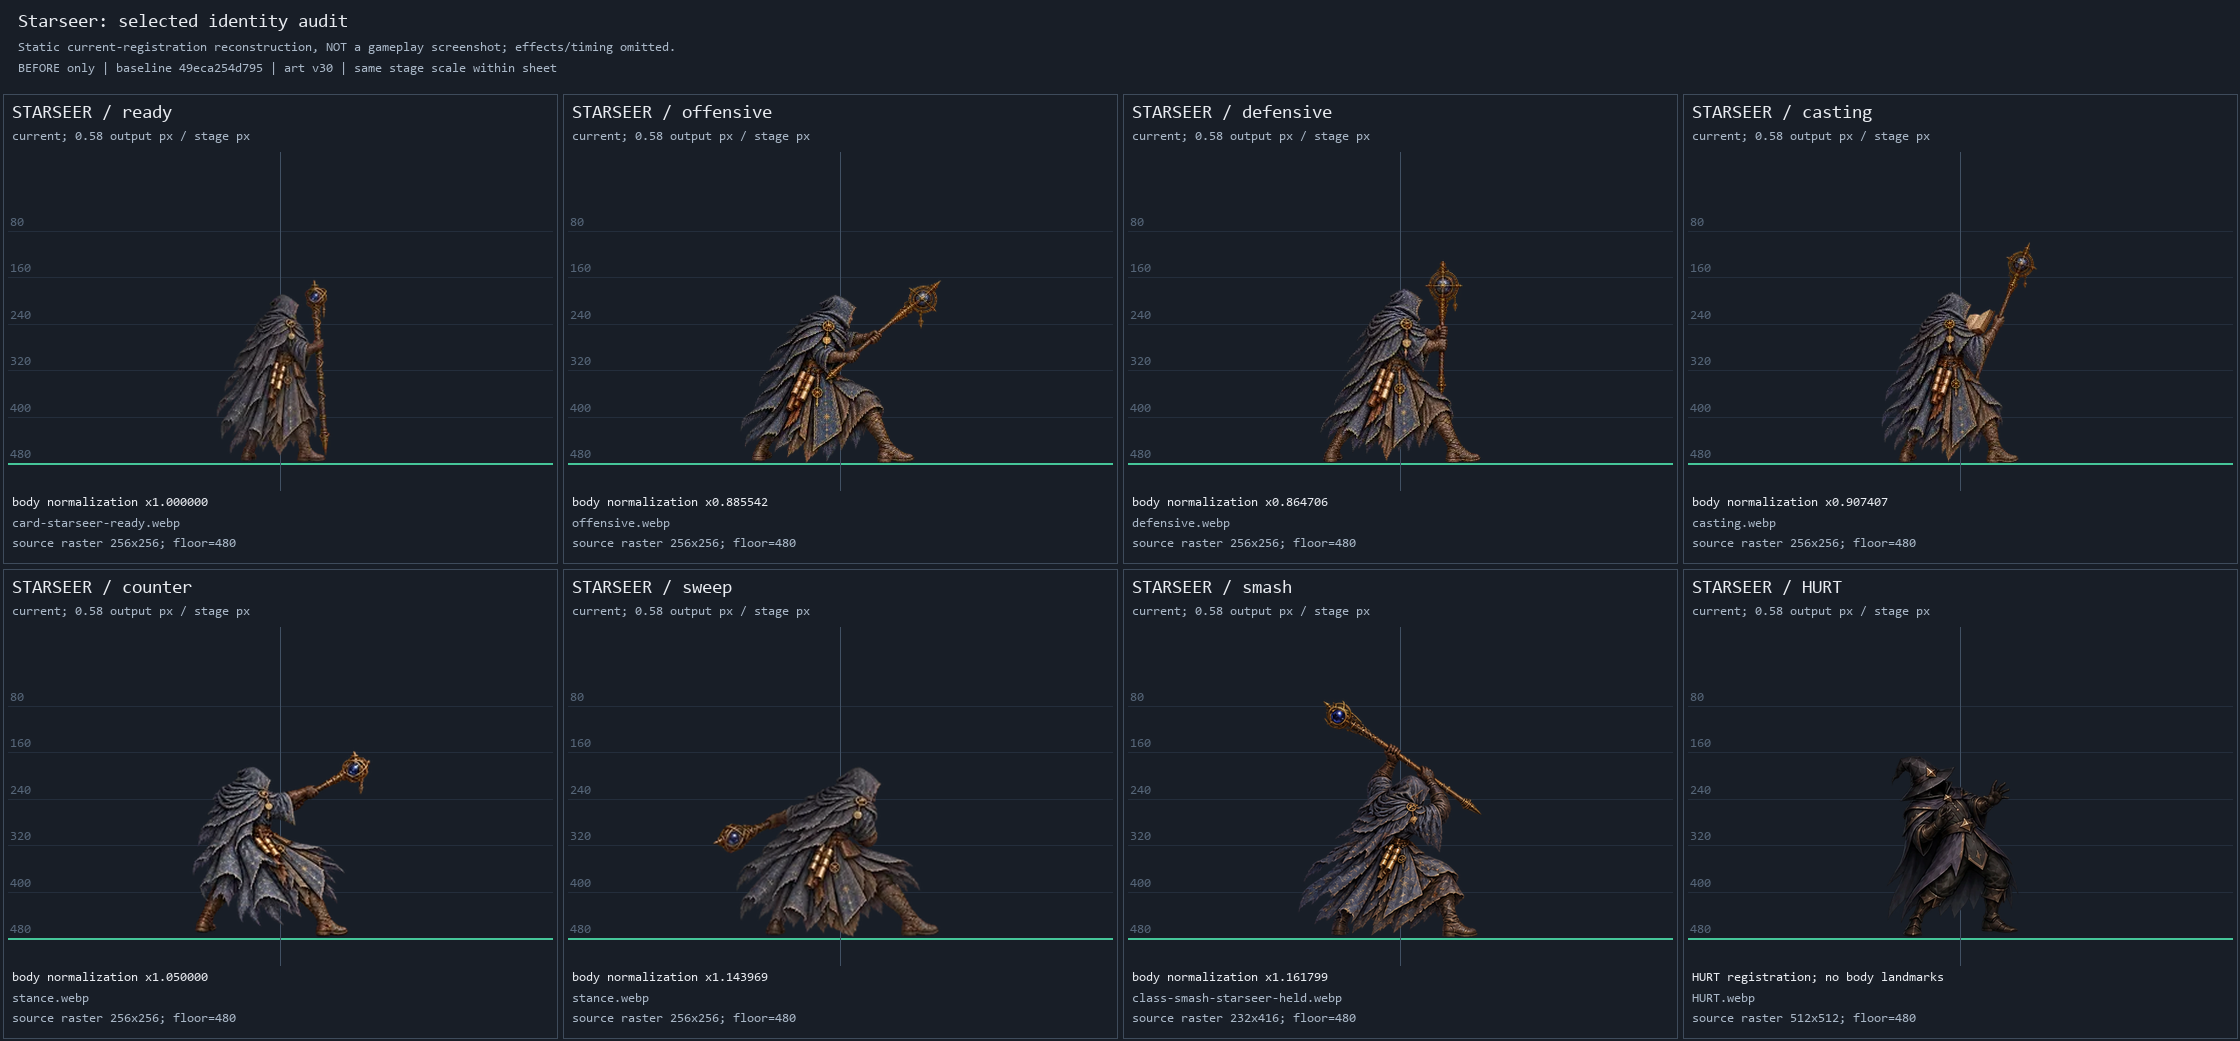 Starseer: selected identity audit
Static current-registration reconstruction, NOT a gameplay screenshot; effects/timing omitted.
BEFORE only | baseline 49eca254d795 | art v30 | same stage scale within sheet
STARSEER / ready
current; 0.58 output px / stage px
80
160
240
320
400
480
body normalization x1.000000
card-starseer-ready.webp
source raster 256x256; floor=480
STARSEER / offensive
current; 0.58 output px / stage px
80
160
240
320
400
480
body normalization x0.885542
offensive.webp
source raster 256x256; floor=480
STARSEER / defensive
current; 0.58 output px / stage px
80
160
240
320
400
480
body normalization x0.864706
defensive.webp
source raster 256x256; floor=480
STARSEER / casting
current; 0.58 output px / stage px
80
160
240
320
400
480
body normalization x0.907407
casting.webp
source raster 256x256; floor=480
STARSEER / counter
current; 0.58 output px / stage px
80
160
240
320
400
480
body normalization x1.050000
stance.webp
source raster 256x256; floor=480
STARSEER / sweep
current; 0.58 output px / stage px
80
160
240
320
400
480
body normalization x1.143969
stance.webp
source raster 256x256; floor=480
STARSEER / smash
current; 0.58 output px / stage px
80
160
240
320
400
480
body normalization x1.161799
class-smash-starseer-held.webp
source raster 232x416; floor=480
STARSEER / HURT
current; 0.58 output px / stage px
80
160
240
320
400
480
HURT registration; no body landmarks
HURT.webp
source raster 512x512; floor=480